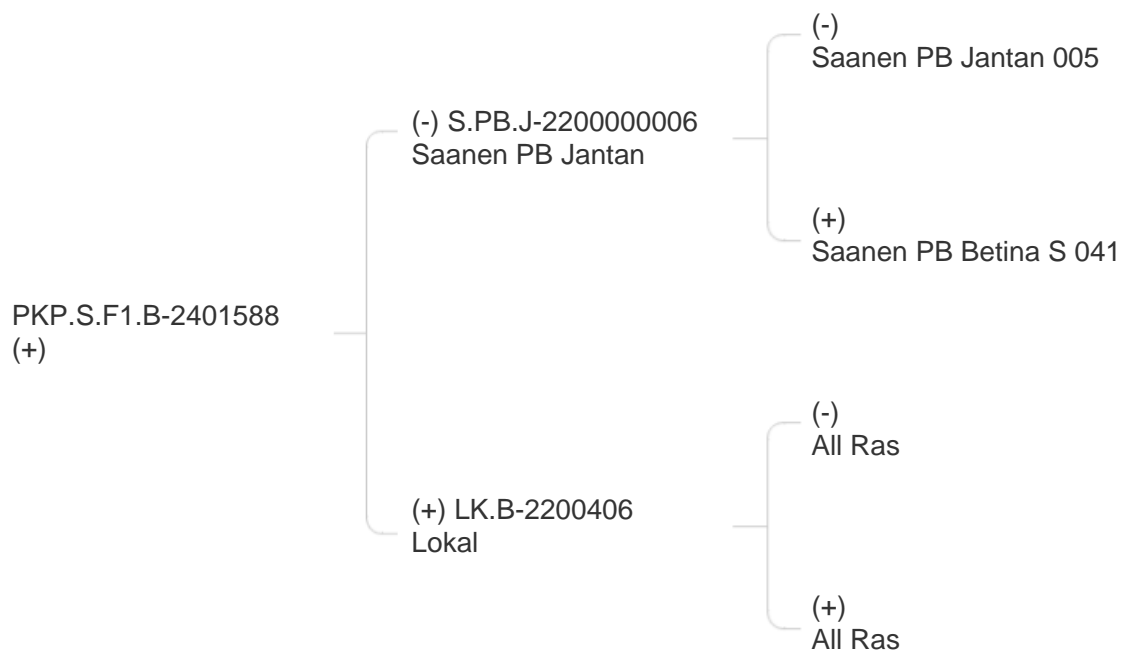 (-)
Saanen PB Jantan 005
(-) S.PB.J-2200000006
Saanen PB Jantan
(+)
Saanen PB Betina S 041
PKP.S.F1.B-2401588
(+)
(-)
All Ras
(+) LK.B-2200406
Lokal
(+)
All Ras